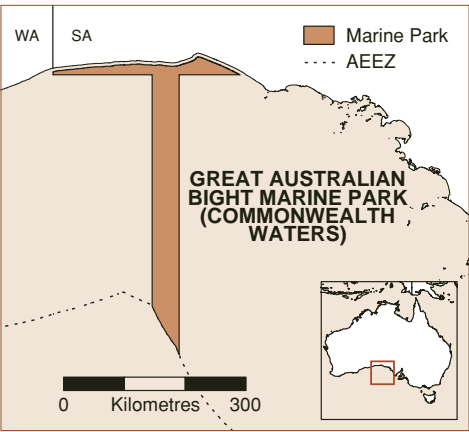 WA SA
Marine Park
AEEZ
GREAT AUSTRALIAN
BIGHT MARINE PARK
(COMMONWEALTH
WATERS)
0 Kilometres 300